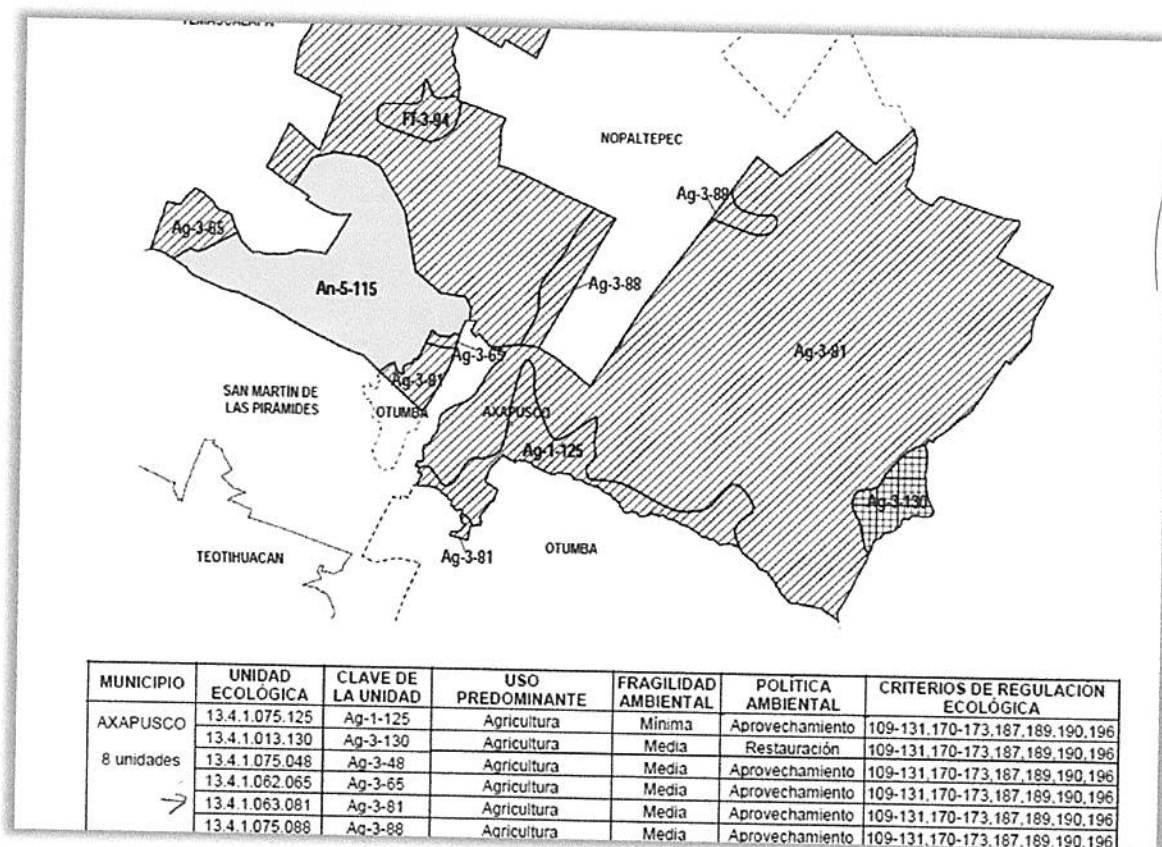 TEMASCALAPA
Ff-3-94
NOPALTEPEC
Ag-3-88
Ag-3-65
An-5-115
Ag-3-88
Ag-3-65
Ag-3-81
Ag-3-81
SAN MARTÍN DE
LAS PIRÁMIDES
OTUMBA
AXAPUSCO
Ag-1-125
Ag-3-130
TEOTIHUACAN
Ag-3-81
OTUMBA
MUNICIPIO UNIDAD ECOLÓGICA CLAVE DE LA UNIDAD USO PREDOMINANTE FRAGILIDAD AMBIENTAL POLÍTICA AMBIENTAL CRITERIOS DE REGULACIÓN ECOLÓGICA
AXAPUSCO
8 unidades
13.4.1.075.125 Ag-1-125 Agricultura Mínima Aprovechamiento 109-131,170-173,187,189,190,196
13.4.1.013.130 Ag-3-130 Agricultura Media Restauración 109-131,170-173,187,189,190,196
13.4.1.075.048 Ag-3-48 Agricultura Media Aprovechamiento 109-131,170-173,187,189,190,196
13.4.1.062.065 Ag-3-65 Agricultura Media Aprovechamiento 109-131,170-173,187,189,190,196
13.4.1.063.081 Ag-3-81 Agricultura Media Aprovechamiento 109-131,170-173,187,189,190,196
13.4.1.075.088 Ag-3-88 Agricultura Media Aprovechamiento 109-131,170-173,187,189,190,196